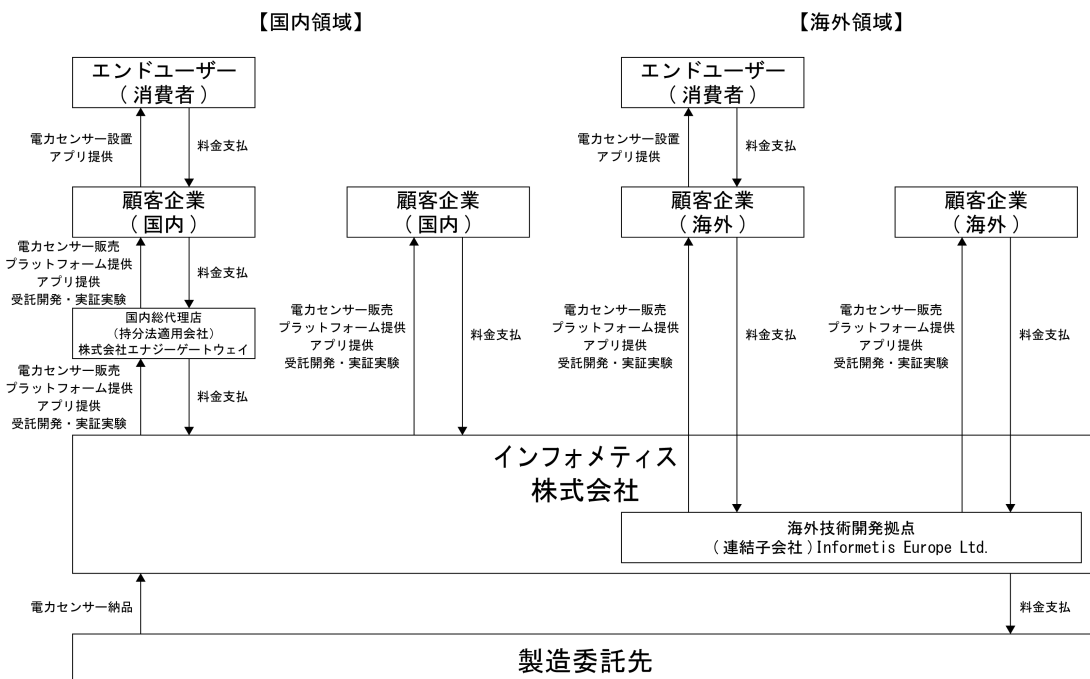 【国内領域】
【海外領域】
エンドユーザー
（消費者）
エンドユーザー
（消費者）
電力センサー設置
アプリ提供
料金支払
電力センサー設置
アプリ提供
料金支払
顧客企業
（国内）
顧客企業
（国内）
顧客企業
（海外）
顧客企業
（海外）
電力センサー販売
プラットフォーム提供
アプリ提供
受託開発・実証実験
料金支払
国内総代理店
（持分法適用会社）
株式会社エナジーゲートウェイ
電力センサー販売
プラットフォーム提供
アプリ提供
受託開発・実証実験
料金支払
電力センサー販売
プラットフォーム提供
アプリ提供
受託開発・実証実験
料金支払
電力センサー販売
プラットフォーム提供
アプリ提供
受託開発・実証実験
料金支払
電力センサー販売
プラットフォーム提供
アプリ提供
受託開発・実証実験
料金支払
インフォメティス
株式会社
海外技術開発拠点
（連結子会社）Informetis Europe Ltd.
電力センサー納品
料金支払
製造委託先